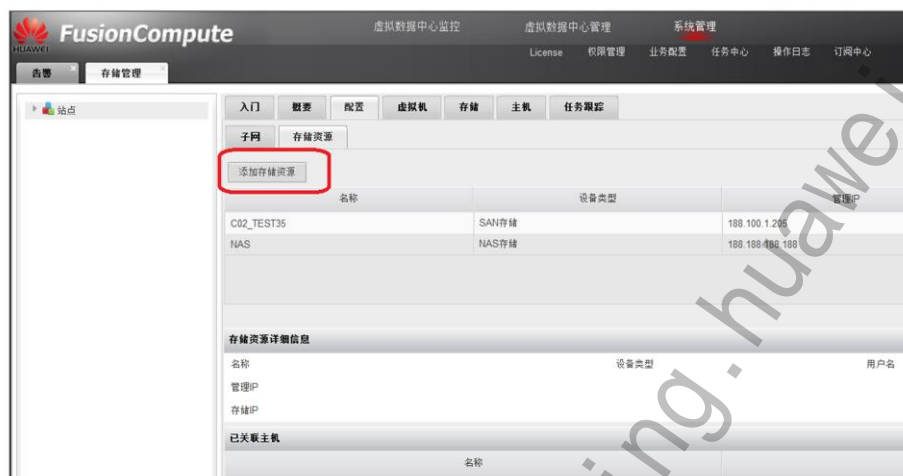 HUAWEI
FusionCompute
虚拟数据中心监控 虚拟数据中心管理 系统管理
License 权限管理 业务配置 任务中心 操作日志 订阅中心
告警 存储管理
站点
入门 概要 配置 虚拟机 存储 主机 任务跟踪
子网 存储资源
添加存储资源
名称 设备类型 管理IP
C02_TEST35 SAN存储 188.100.1.205
NAS NAS存储 188.188.188.188
存储资源详细信息
名称 设备类型 用户名
管理IP
存储IP
已关联主机
名称
ing.huawei